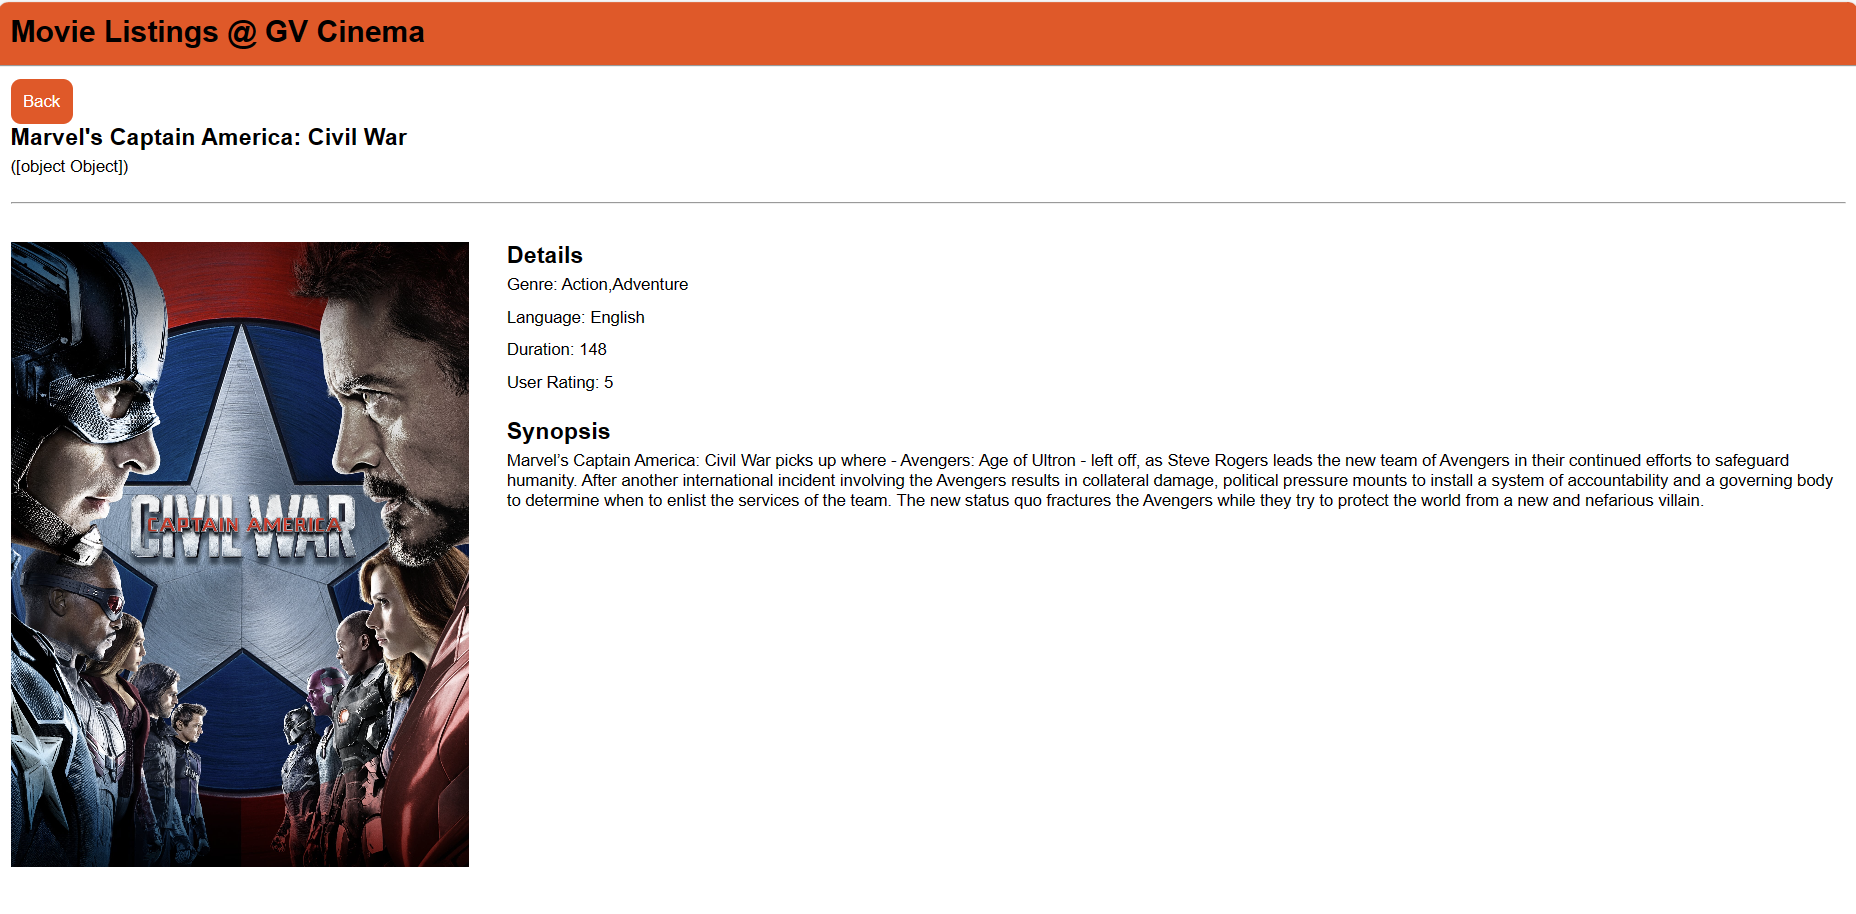 Movie Listings @ GV Cinema
Back
Marvel's Captain America: Civil War
([object Object])
CIVIL WAR
CAPTAIN AMERICA
Details
Genre: Action,Adventure
Language: English
Duration: 148
User Rating: 5
Synopsis
Marvel’s Captain America: Civil War picks up where - Avengers: Age of Ultron - left off, as Steve Rogers leads the new team of Avengers in their continued efforts to safeguard
humanity. After another international incident involving the Avengers results in collateral damage, political pressure mounts to install a system of accountability and a governing body
to determine when to enlist the services of the team. The new status quo fractures the Avengers while they try to protect the world from a new and nefarious villain.